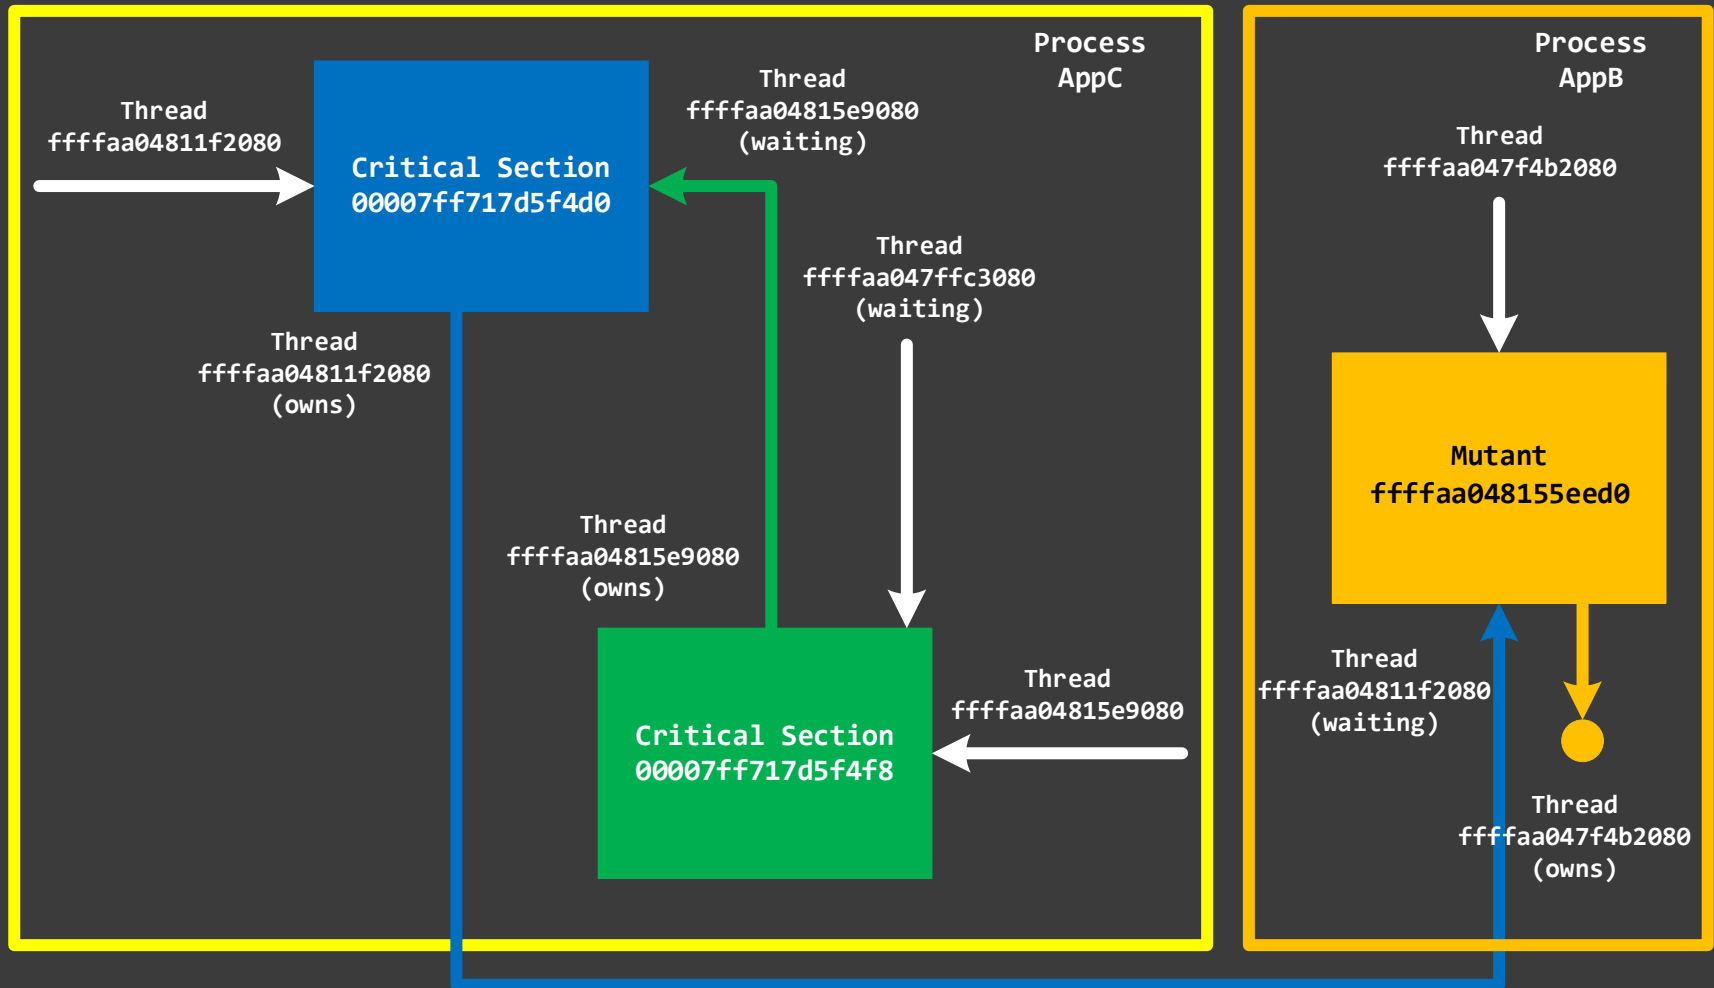 Process
AppC
Thread
ffffaa04811f2080
Critical Section
00007ff717d5f4d0
Thread
ffffaa04815e9080
(waiting)
Thread
ffffaa047ffc3080
(waiting)
Thread
ffffaa04811f2080
(owns)
Thread
ffffaa04815e9080
(owns)
Critical Section
00007ff717d5f4f8
Thread
ffffaa04815e9080
Process
AppB
Thread
ffffaa047f4b2080
Mutant
ffffaa048155eed0
Thread
ffffaa04811f2080
(waiting)
Thread
ffffaa047f4b2080
(owns)